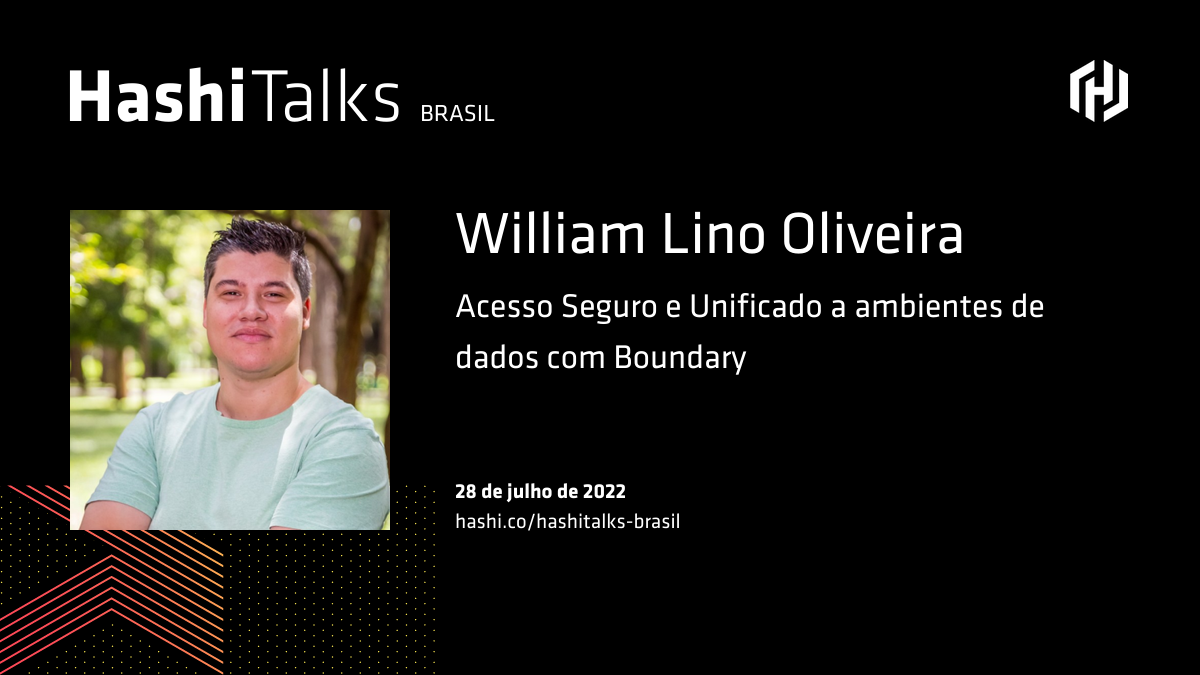 HashiTalks BRASIL
William Lino Oliveira
Acesso Seguro e Unificado a ambientes de
dados com Boundary
28 de julho de 2022
hashi.co/hashitalks-brasil